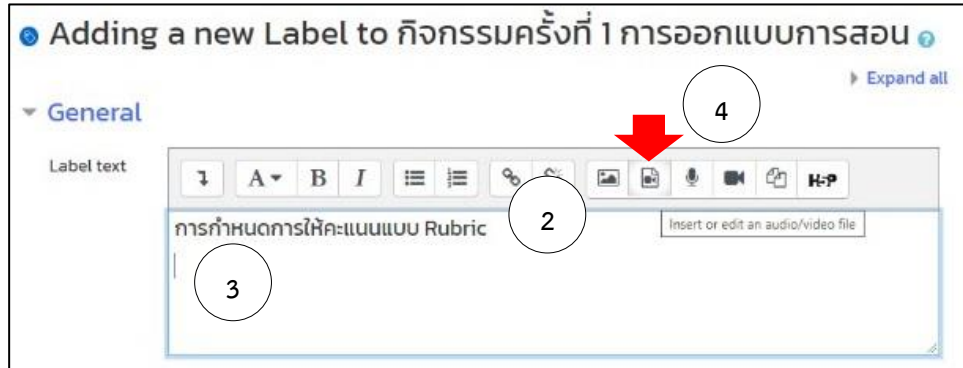 Adding a new Label to กิจกรรมครั้งที่ 1 การออกแบบการสอน
Expand all
4
General
Label text
A B I H-P
การกำหนดการให้คะแนนแบบ Rubric
2
Insert or edit an audio/video file
3